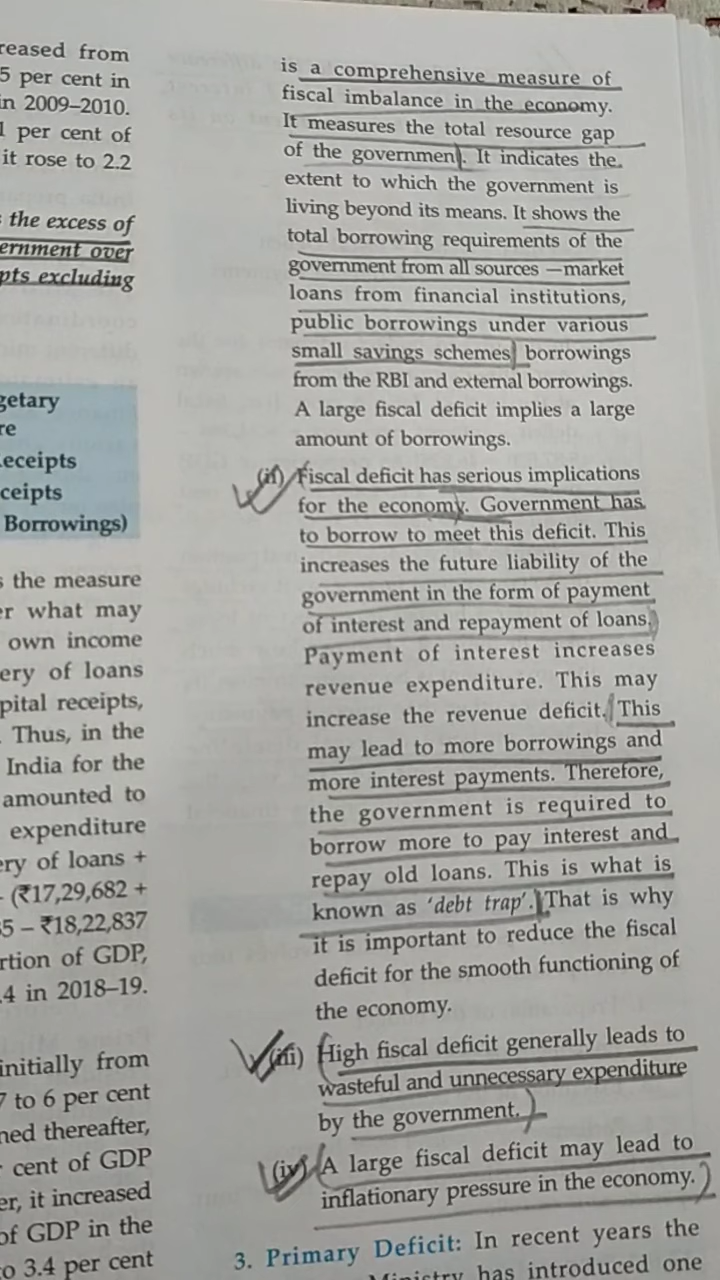 reased from
5 per cent in
in 2009–2010.
per cent of
it rose to 2.2
the excess of
ernment over
pts excluding
getary
re
eceipts
ceipts
Borrowings)
the measure
er what may
own income
ery of loans
pital receipts,
. Thus, in the
India for the
amounted to
expenditure
ery of loans +
– (₹17,29,682 +
5 – ₹18,22,837
rtion of GDP,
.4 in 2018–19.
initially from
7 to 6 per cent
ned thereafter,
cent of GDP
er, it increased
of GDP in the
to 3.4 per cent
is a comprehensive measure of
fiscal imbalance in the economy.
It measures the total resource gap
of the government. It indicates the
extent to which the government is
living beyond its means. It shows the
total borrowing requirements of the
government from all sources —market
loans from financial institutions,
public borrowings under various
small savings schemes, borrowings
from the RBI and external borrowings.
A large fiscal deficit implies a large
amount of borrowings.
(ii) Fiscal deficit has serious implications
for the economy. Government has
to borrow to meet this deficit. This
increases the future liability of the
government in the form of payment
of interest and repayment of loans.
Payment of interest increases
revenue expenditure. This may
increase the revenue deficit. This
may lead to more borrowings and
more interest payments. Therefore,
the government is required to
borrow more to pay interest and
repay old loans. This is what is
known as ‘debt trap’. That is why
it is important to reduce the fiscal
deficit for the smooth functioning of
the economy.
(iii) High fiscal deficit generally leads to
wasteful and unnecessary expenditure
by the government.
(iv) A large fiscal deficit may lead to
inflationary pressure in the economy.
3. Primary Deficit: In recent years the
Ministry has introduced one